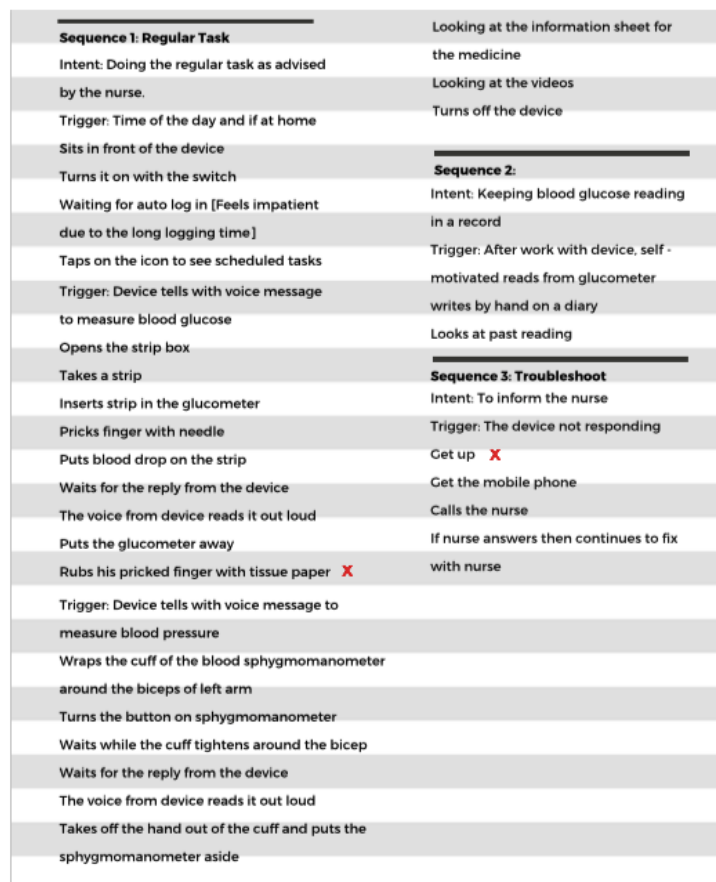 Sequence 1: Regular Task
Intent: Doing the regular task as advised
by the nurse.
Trigger: Time of the day and if at home
Sits in front of the device
Turns it on with the switch
Waiting for auto log in [Feels impatient
due to the long logging time]
Taps on the icon to see scheduled tasks
Trigger: Device tells with voice message
to measure blood glucose
Opens the strip box
Takes a strip
Inserts strip in the glucometer
Pricks finger with needle
Puts blood drop on the strip
Waits for the reply from the device
The voice from device reads it out loud
Puts the glucometer away
Rubs his pricked finger with tissue paper X
Trigger: Device tells with voice message to
measure blood pressure
Wraps the cuff of the blood sphygmomanometer
around the biceps of left arm
Turns the button on sphygmomanometer
Waits while the cuff tightens around the bicep
Waits for the reply from the device
The voice from device reads it out loud
Takes off the hand out of the cuff and puts the
sphygmomanometer aside
Looking at the information sheet for
the medicine
Looking at the videos
Turns off the device
Sequence 2:
Intent: Keeping blood glucose reading
in a record
Trigger: After work with device, self -
motivated reads from glucometer
writes by hand on a diary
Looks at past reading
Sequence 3: Troubleshoot
Intent: To inform the nurse
Trigger: The device not responding
Get up X
Get the mobile phone
Calls the nurse
If nurse answers then continues to fix
with nurse